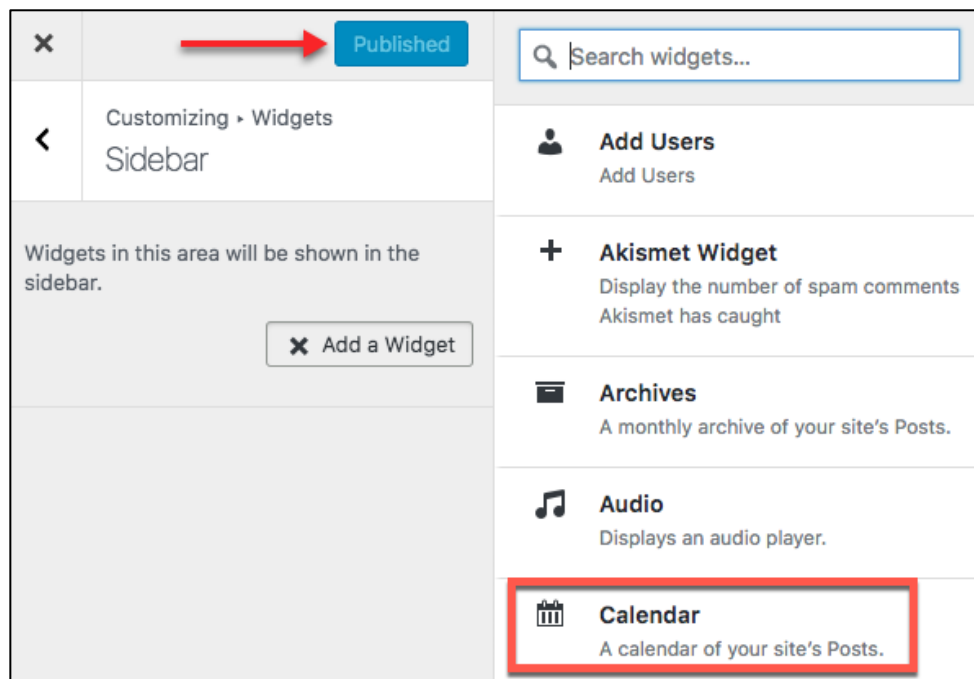 Published
Customizing ▸ Widgets
Sidebar
Widgets in this area will be shown in the
sidebar.
Add a Widget
Search widgets...
Add Users
Add Users
Akismet Widget
Display the number of spam comments
Akismet has caught
Archives
A monthly archive of your site’s Posts.
Audio
Displays an audio player.
Calendar
A calendar of your site’s Posts.